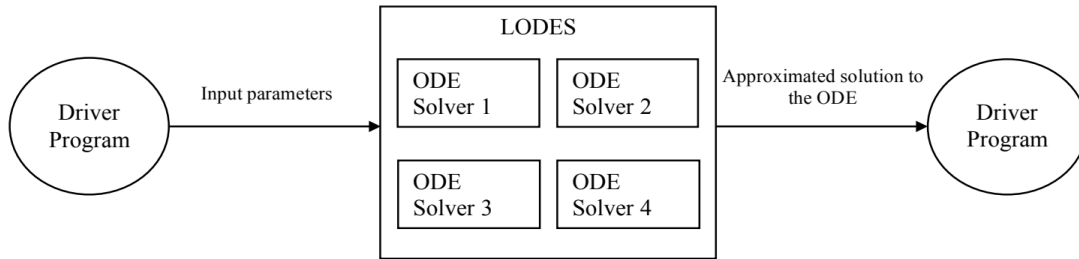 LODES
Driver
Program
Input parameters
ODE
Solver 1
ODE
Solver 2
ODE
Solver 3
ODE
Solver 4
Approximated solution to
the ODE
Driver
Program